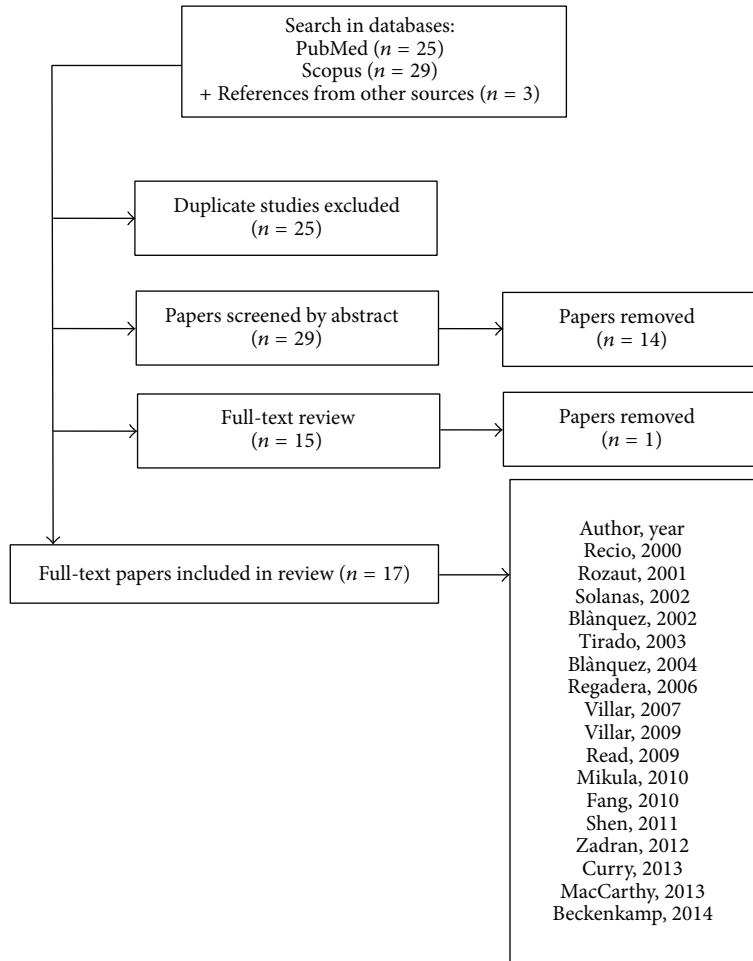 Search in databases:
PubMed (n = 25)
Scopus (n = 29)
+ References from other sources (n = 3)
Duplicate studies excluded
(n = 25)
Papers screened by abstract
(n = 29)
Papers removed
(n = 14)
Full-text review
(n = 15)
Papers removed
(n = 1)
Full-text papers included in review (n = 17)
Author, year
Recio, 2000
Rozaut, 2001
Solanas, 2002
Blànquez, 2002
Tirado, 2003
Blànquez, 2004
Regadera, 2006
Villar, 2007
Villar, 2009
Read, 2009
Mikula, 2010
Fang, 2010
Shen, 2011
Zadran, 2012
Curry, 2013
MacCarthy, 2013
Beckenkamp, 2014